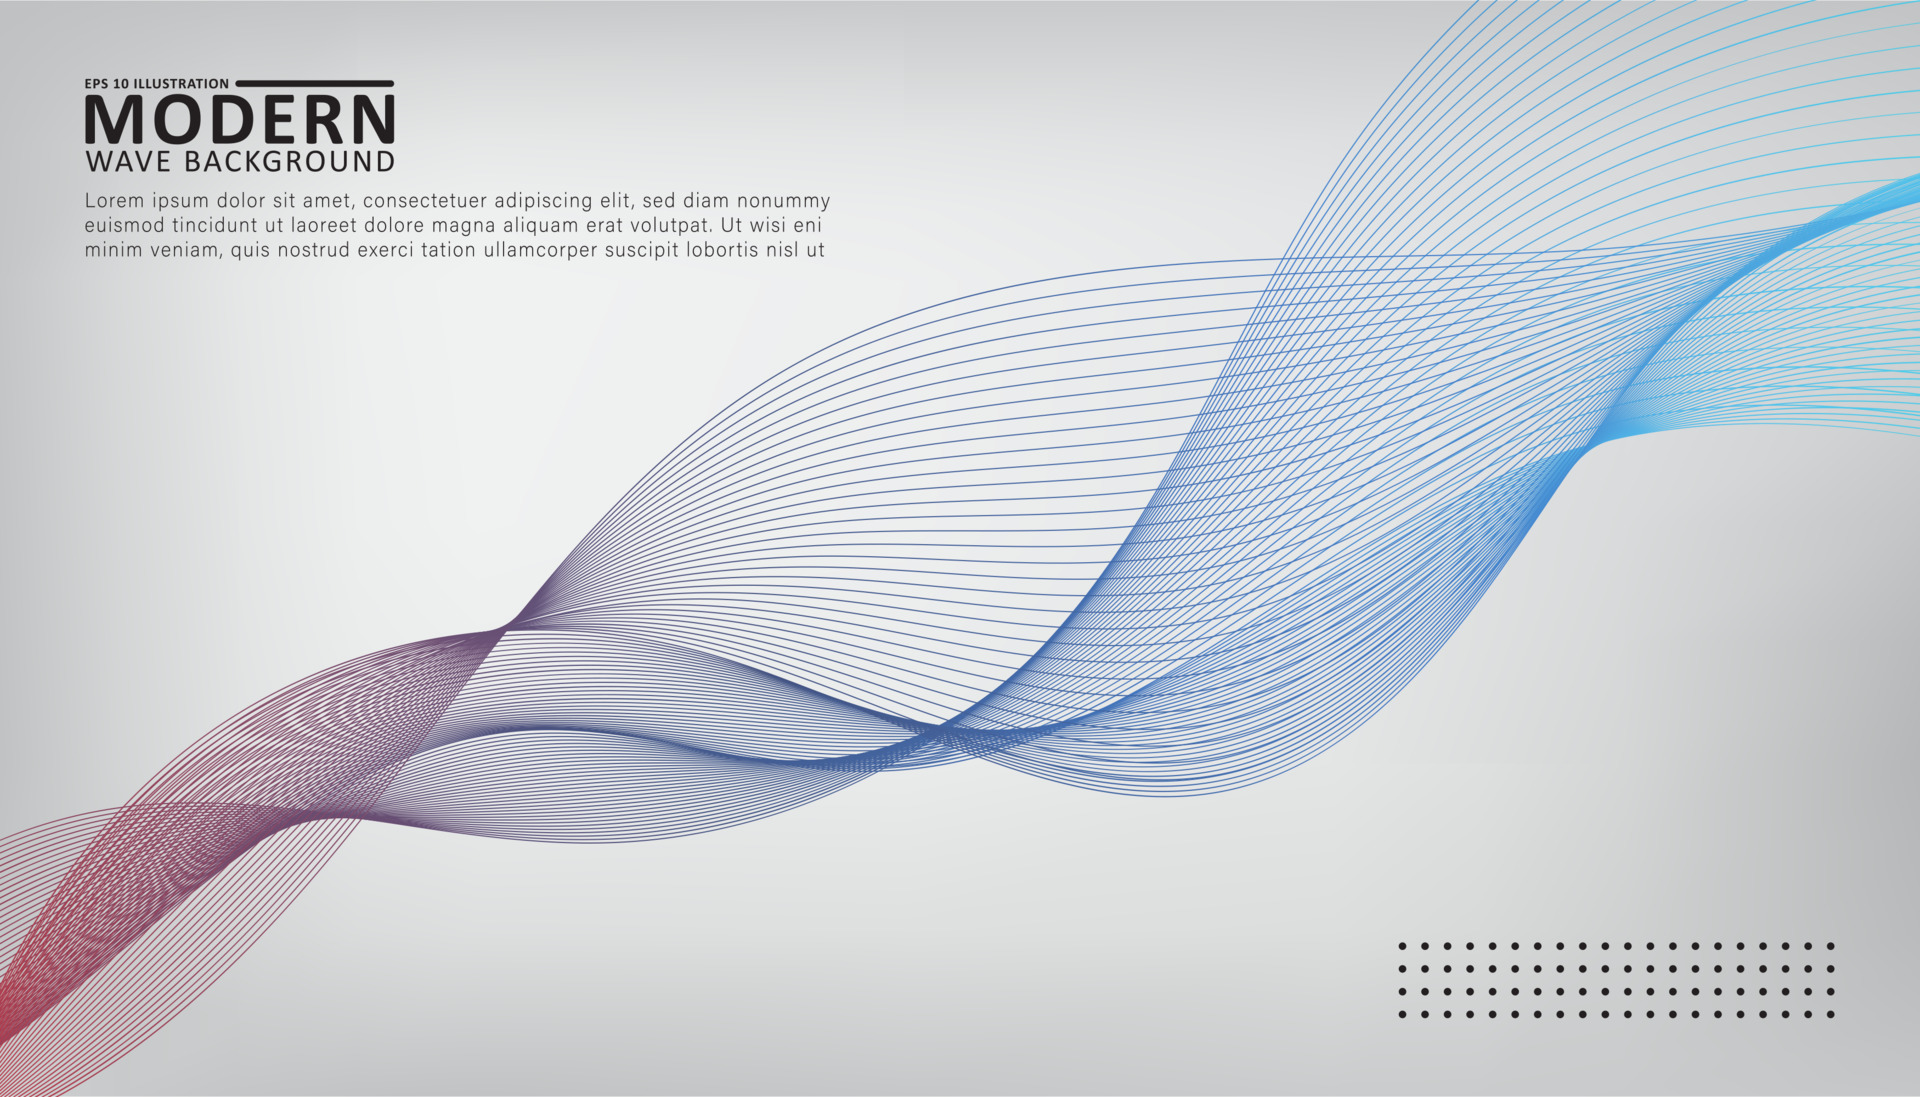 EPS 10 ILLUSTRATION
MODERN
WAVE BACKGROUND
Lorem ipsum dolor sit amet, consectetuer adipiscing elit, sed diam nonummy
euismod tincidunt ut laoreet dolore magna aliquam erat volutpat. Ut wisi eni
minim veniam, quis nostrud exerci tation ullamcorper suscipit lobortis nisl ut